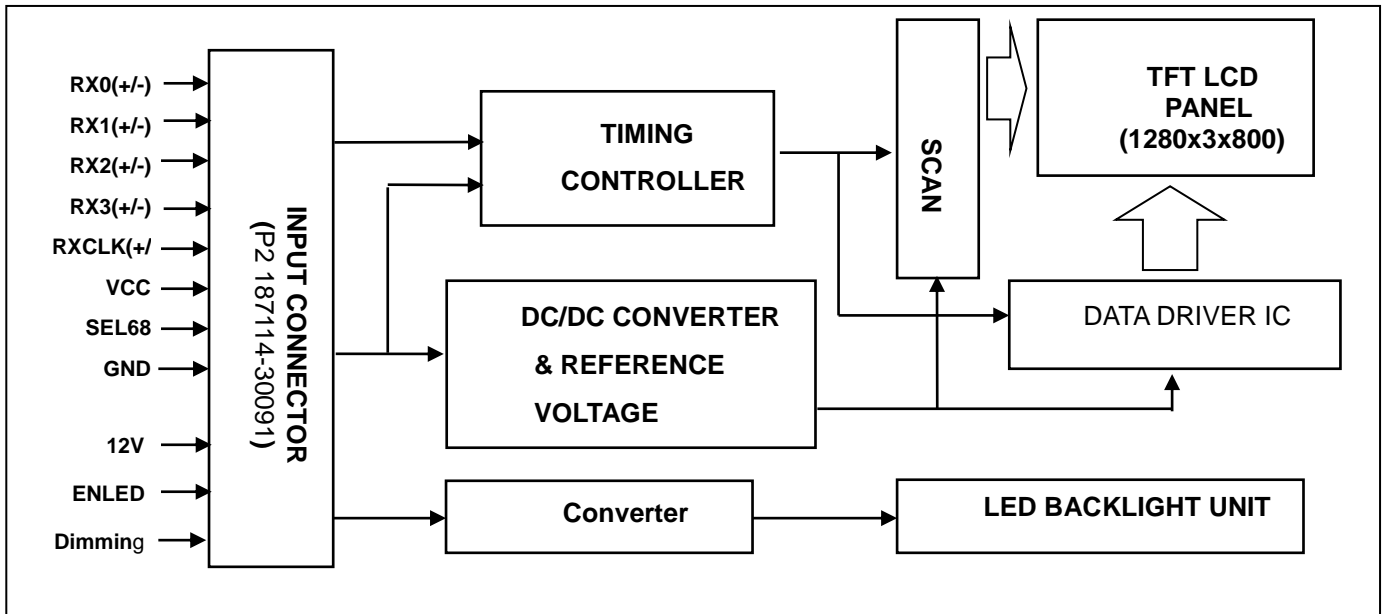 RX0(+/-)
RX1(+/-)
RX2(+/-)
RX3(+/-)
RXCLK(+/
VCC
SEL68
GND
12V
ENLED
Dimming
INPUT CONNECTOR
(P2 187114-30091)
TIMING
CONTROLLER
DC/DC CONVERTER
& REFERENCE
VOLTAGE
Converter
SCAN
TFT LCD
PANEL
(1280x3x800)
DATA DRIVER IC
LED BACKLIGHT UNIT